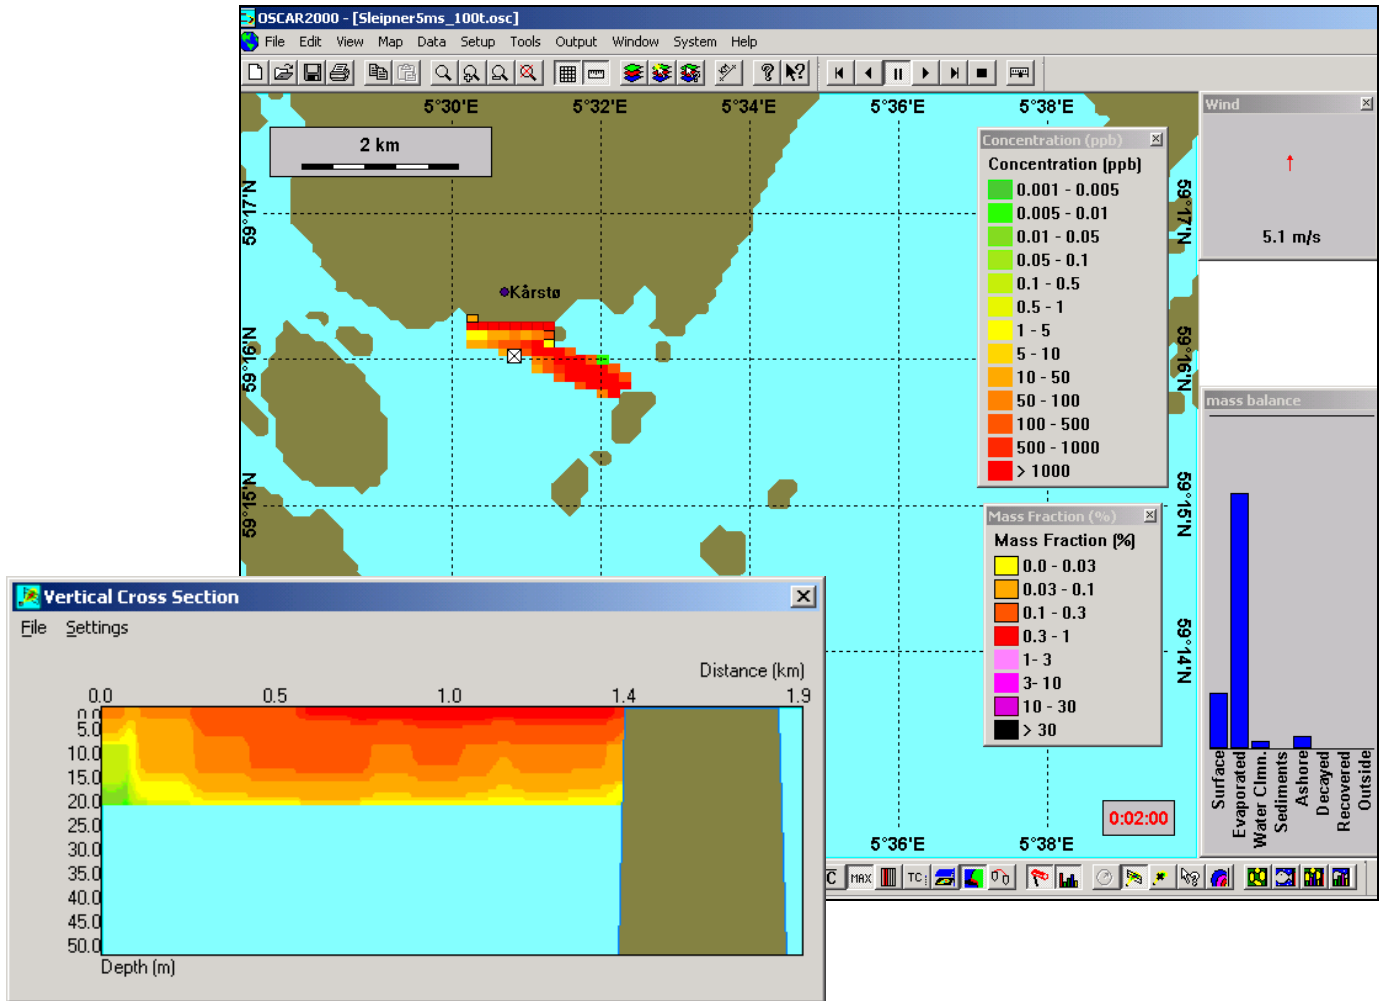 OSCAR2000 - [Sleipner5ms_100t.osc]
File Edit View Map Data Setup Tools Output Window System Help
5°30'E 5°32'E 5°34'E 5°36'E 5°38'E
2 km
59°17'N
59°16'N
59°15'N
Kårstø
59°17'N
59°16'N
59°15'N
59°14'N
Concentration (ppb)
Concentration (ppb)
0.001 - 0.005
0.005 - 0.01
0.01 - 0.05
0.05 - 0.1
0.1 - 0.5
0.5 - 1
1 - 5
5 - 10
10 - 50
50 - 100
100 - 500
500 - 1000
> 1000
Mass Fraction (%)
Mass Fraction (%)
0.0 - 0.03
0.03 - 0.1
0.1 - 0.3
0.3 - 1
1- 3
3- 10
10 - 30
> 30
0:02:00
5°36'E 5°38'E
Wind
5.1 m/s
mass balance
Surface
Evaporated
Water Clmn.
Sediments
Ashore
Decayed
Recovered
Outside
MAX
TC
Vertical Cross Section
File Settings
Distance (km)
0.0 0.5 1.0 1.4 1.9
0.0
5.0
10.0
15.0
20.0
25.0
30.0
35.0
40.0
45.0
50.0
Depth (m)